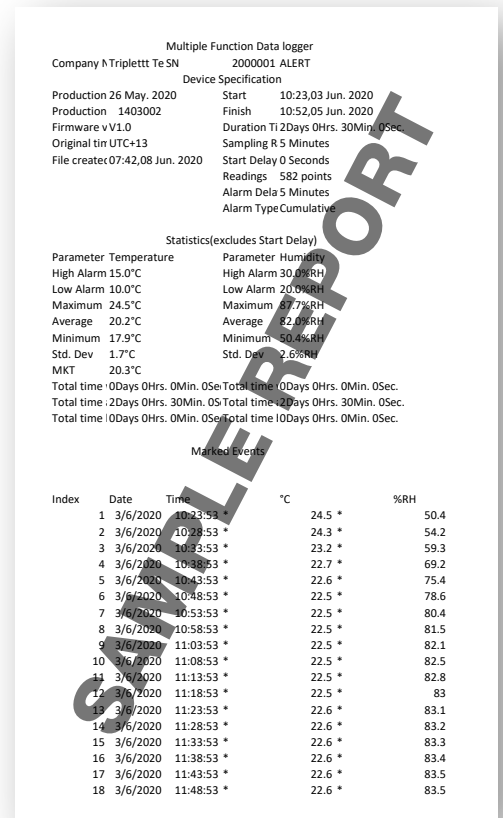 Multiple Function Data logger
Company N Triplettt Te SN 2000001 ALERT
Device Specification
Production 26 May. 2020 Start 10:23,03 Jun. 2020
Production 1403002 Finish 10:52,05 Jun. 2020
Firmware v V1.0 Duration Ti 2Days 0Hrs. 30Min. 0Sec.
Original tim UTC+13 Sampling R 5 Minutes
File created 07:42,08 Jun. 2020 Start Delay 0 Seconds
Readings 582 points
Alarm Dela 5 Minutes
Alarm Type Cumulative
Statistics(excludes Start Delay)
Parameter Temperature Parameter Humidity
High Alarm 15.0°C High Alarm 30.0%RH
Low Alarm 10.0°C Low Alarm 20.0%RH
Maximum 24.5°C Maximum 87.7%RH
Average 20.2°C Average 82.0%RH
Minimum 17.9°C Minimum 50.4%RH
Std. Dev 1.7°C Std. Dev 2.6%RH
MKT 20.3°C
Total time 0Days 0Hrs. 0Min. 0Se Total time 0Days 0Hrs. 0Min. 0Sec.
Total time 2Days 0Hrs. 30Min. 0S Total time 2Days 0Hrs. 30Min. 0Sec.
Total time 0Days 0Hrs. 0Min. 0Se Total time 0Days 0Hrs. 0Min. 0Sec.
Marked Events
Index Date Time °C %RH
1 3/6/2020 10:23:53 * 24.5 * 50.4
2 3/6/2020 10:28:53 * 24.3 * 54.2
3 3/6/2020 10:33:53 * 23.2 * 59.3
4 3/6/2020 10:38:53 * 22.7 * 69.2
5 3/6/2020 10:43:53 * 22.6 * 75.4
6 3/6/2020 10:48:53 * 22.5 * 78.6
7 3/6/2020 10:53:53 * 22.5 * 80.4
8 3/6/2020 10:58:53 * 22.5 * 81.5
9 3/6/2020 11:03:53 * 22.5 * 82.1
10 3/6/2020 11:08:53 * 22.5 * 82.5
11 3/6/2020 11:13:53 * 22.5 * 82.8
12 3/6/2020 11:18:53 * 22.5 * 83
13 3/6/2020 11:23:53 * 22.6 * 83.1
14 3/6/2020 11:28:53 * 22.6 * 83.2
15 3/6/2020 11:33:53 * 22.6 * 83.3
16 3/6/2020 11:38:53 * 22.6 * 83.4
17 3/6/2020 11:43:53 * 22.6 * 83.5
18 3/6/2020 11:48:53 * 22.6 * 83.5
SAMPLE REPORT